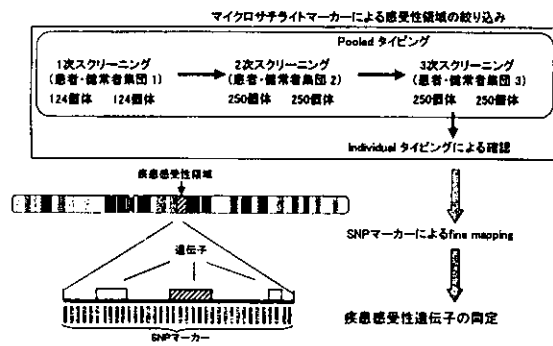 マイクロサテライトマーカーによる感受性領域の絞り込み
Pooled タイピング
1次スクリーニング
(患者・健常者集団 1)
124個体 124個体
2次スクリーニング
(患者・健常者集団 2)
250個体 250個体
3次スクリーニング
(患者・健常者集団 3)
250個体 250個体
Individual タイピングによる確認
疾患感受性領域
遺伝子
SNPマーカー
SNPマーカーによるfine mapping
疾患感受性遺伝子の同定